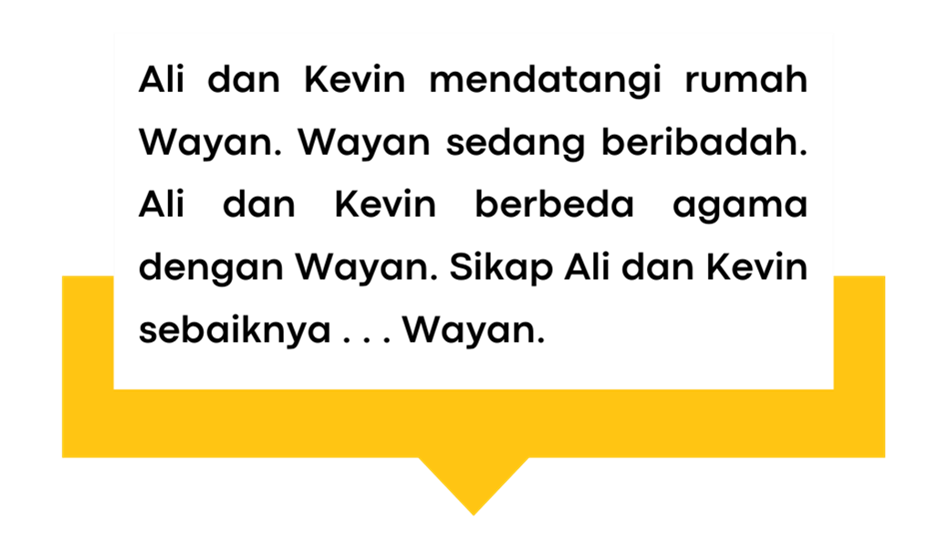 Ali dan Kevin mendatangi rumah
Wayan. Wayan sedang beribadah.
Ali dan Kevin berbeda agama
dengan Wayan. Sikap Ali dan Kevin
sebaiknya . . . Wayan.